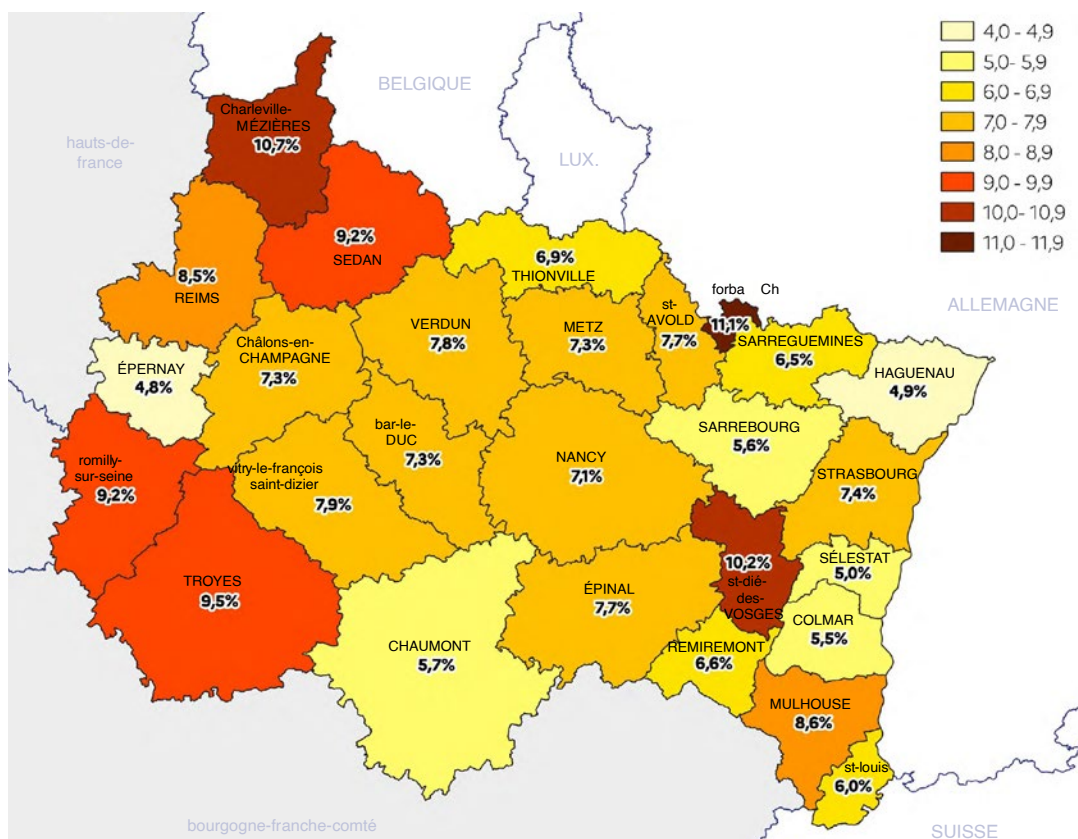 4,0 - 4,9
5,0- 5,9
6,0 - 6,9
7,0 - 7,9
8,0 - 8,9
9,0 - 9,9
10,0- 10,9
11,0 - 11,9
BELGIQUE
LUX.
hauts-de-
france
ALLEMAGNE
Charleville-
MÉZIÈRES
10,7%
9,2%
SEDAN
8,5%
REIMS
6,9%
THIONVILLE
forba Ch
11,1%
st-
AVOLD
7,7%
VERDUN
7,8%
METZ
7,3%
SARREGUEMINES
6,5%
Châlons-en-
CHAMPAGNE
7,3%
ÉPERNAY
4,8%
HAGUENAU
4,9%
bar-le-
DUC
7,3%
SARREBOURG
5,6%
romilly-
sur-seine
9,2%
vitry-le-françois
saint-dizier
7,9%
NANCY
7,1%
STRASBOURG
7,4%
TROYES
9,5%
10,2%
st-dié-
des-
VOSGES
SÉLESTAT
5,0%
ÉPINAL
7,7%
COLMAR
5,5%
CHAUMONT
5,7%
REMIREMONT
6,6%
MULHOUSE
8,6%
st-louis
6,0%
bourgogne-franche-comté
SUISSE